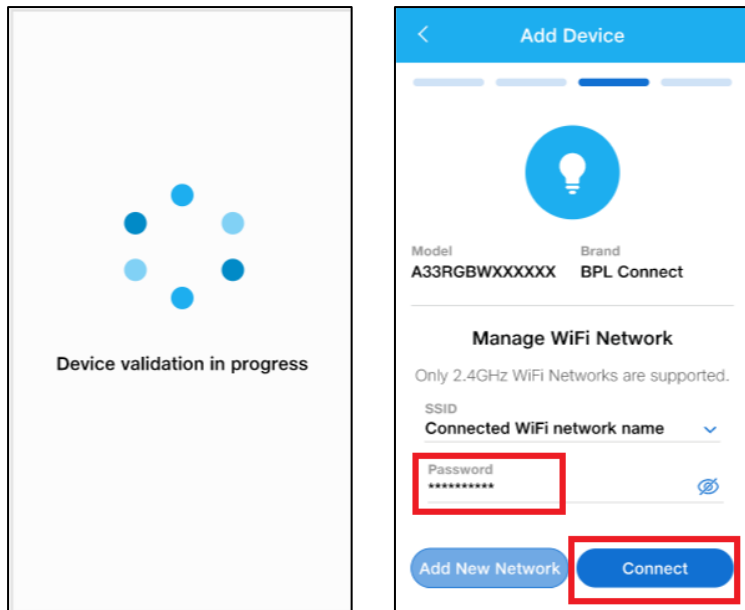 Device validation in progress
Add Device
Model Brand
A33RGBWXXXXXX BPL Connect
Manage WiFi Network
Only 2.4GHz WiFi Networks are supported.
SSID
Connected WiFi network name
Password
**********
Add New Network Connect